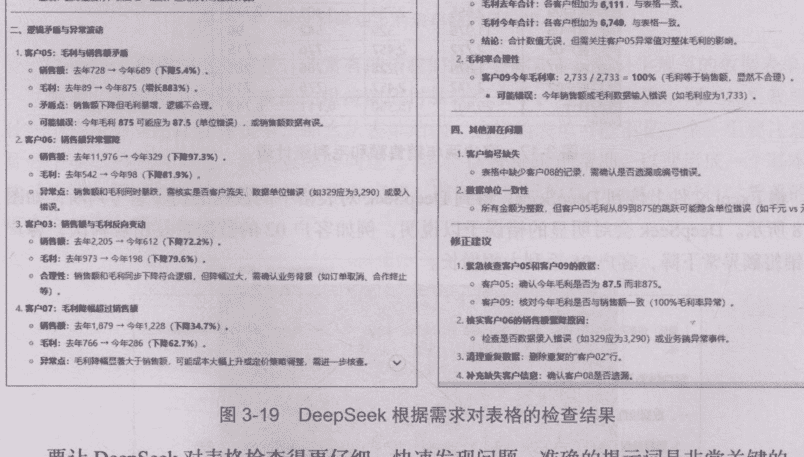 二、逻辑矛盾与异常波动
1. 客户05：毛利与销售额矛盾
销售额：去年728 → 今年689（下降5.4%）。
毛利：去年89 → 今年875（增长883%）。
矛盾点：销售额下降但毛利暴增，逻辑不合理。
可能错误：今年毛利 875 可能应为 87.5（单位错误），或销售额数据有误。
2. 客户06：销售额异常骤降
销售额：去年11,976 → 今年329（下降97.3%）。
毛利：去年542 → 今年98（下降81.9%）。
异常点：销售额和毛利同时暴跌，需核实是否客户流失、数据单位错误（如329应为3,290）或录入
错误。
3. 客户03：销售额与毛利反向变动
销售额：去年2,205 → 今年612（下降72.2%）。
毛利：去年973 → 今年198（下降79.6%）。
合理性：销售额和毛利同步下降符合逻辑，但降幅过大，需确认业务背景（如订单取消、合作终止
等）。
4. 客户07：毛利降幅超过销售额
销售额：去年1,879 → 今年1,228（下降34.7%）。
毛利：去年766 → 今年286（下降62.7%）。
异常点：毛利降幅显著大于销售额，可能成本大幅上升或定价策略调整，需进一步核查。
毛利去年合计：各客户相加为 6,111，与表格一致。
毛利今年合计：各客户相加为 6,740，与表格一致。
结论：合计数值无误，但需关注客户05异常值对整体毛利的影响。
2. 毛利率合理性
客户09今年毛利率：2,733 / 2,733 = 100%（毛利等于销售额，显然不合理）。
可能错误：今年销售额或毛利数据输入错误（如毛利应为1,733）。
四、其他潜在问题
1. 客户编号缺失
表格中缺少客户08的记录，需确认是否遗漏或编号错误。
2. 数据单位一致性
所有金额为整数，但客户05毛利从89到875的跳跃可能隐含单位错误（如千元 vs
修正建议
1. 紧急核查客户05和客户09的数据：
客户05：确认今年毛利是否为 87.5 而非875。
客户09：核对今年毛利是否与销售额一致（100%毛利率异常）。
2. 核实客户06的销售额骤降原因：
检查是否数据录入错误（如329应为3,290）或业务确异常事件。
3. 清理重复数据：删除重复的“客户02”行。
4. 补充缺失客户信息：确认客户08是否遗漏。
图 3-19 DeepSeek 根据需求对表格的检查结果
要让 DeepSeek 对表格检查得更仔细、快速发现问题，准确的提示词是非常关键的